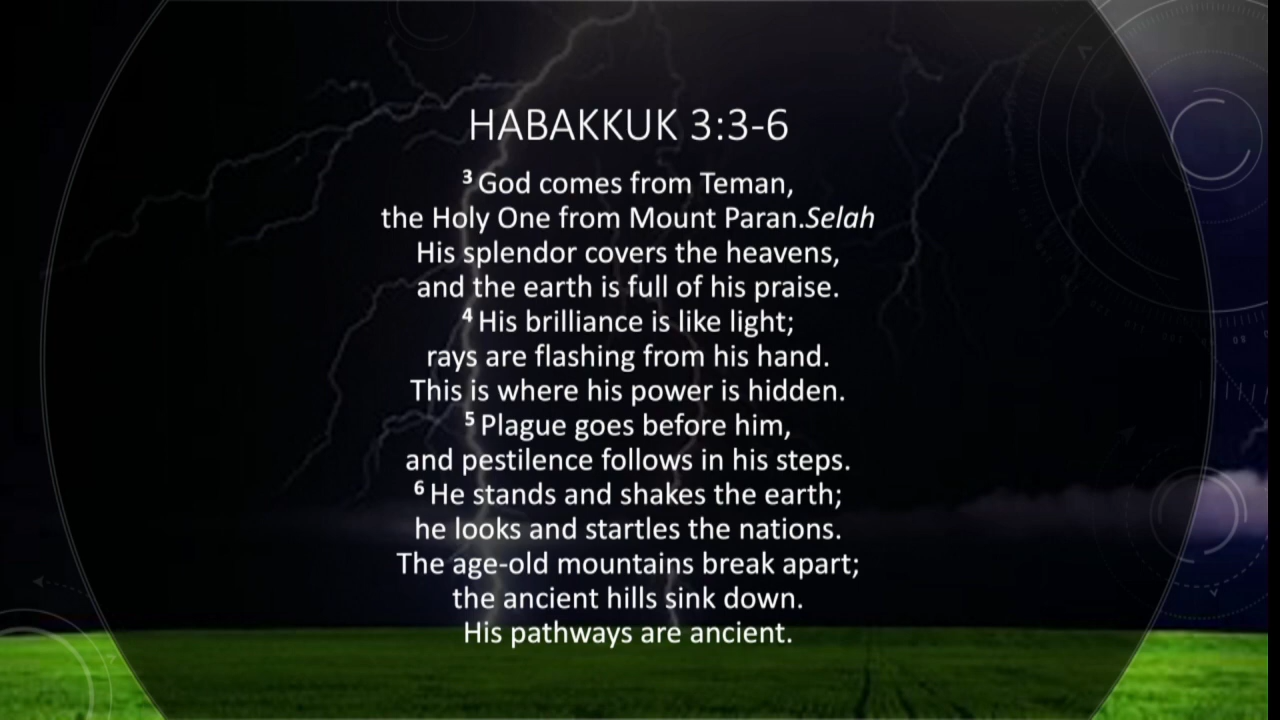 HABAKKUK 3:3-6
³ God comes from Teman,
the Holy One from Mount Paran.Selah
His splendor covers the heavens,
and the earth is full of his praise.
⁴ His brilliance is like light;
rays are flashing from his hand.
This is where his power is hidden.
⁵ Plague goes before him,
and pestilence follows in his steps.
⁶ He stands and shakes the earth;
he looks and startles the nations.
The age-old mountains break apart;
the ancient hills sink down.
His pathways are ancient.